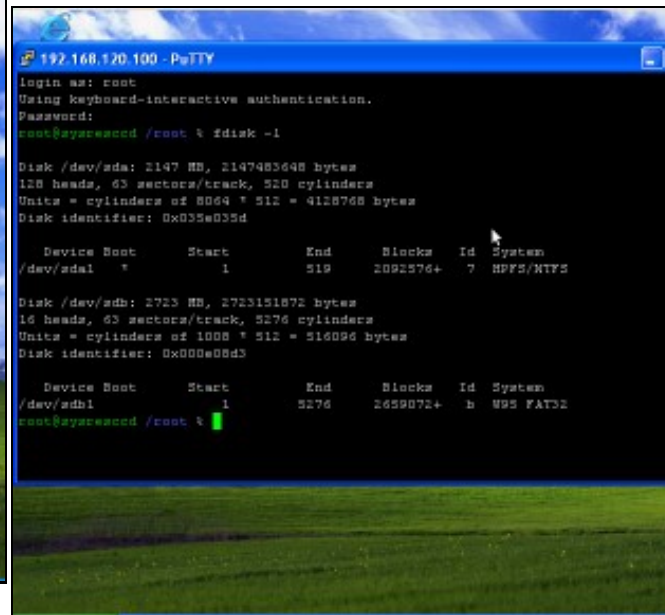 192.168.120.100 - PuTTY
login as: root
Using keyboard-interactive authentication.
Password:
root@sysresccd /root % fdisk -l
Disk /dev/sda: 2147 MB, 2147483648 bytes
128 heads, 63 sectors/track, 520 cylinders
Units = cylinders of 8064 * 512 = 4128768 bytes
Disk identifier: 0x035e035d
Device Boot Start End Blocks Id System
/dev/sda1 * 1 519 2092576+ 7 HPFS/NTFS
Disk /dev/sdb: 2723 MB, 2723151872 bytes
16 heads, 63 sectors/track, 5276 cylinders
Units = cylinders of 1008 * 512 = 516096 bytes
Disk identifier: 0x000e08d3
Device Boot Start End Blocks Id System
/dev/sdb1 1 5276 2659072+ b W95 FAT32
root@sysresccd /root %